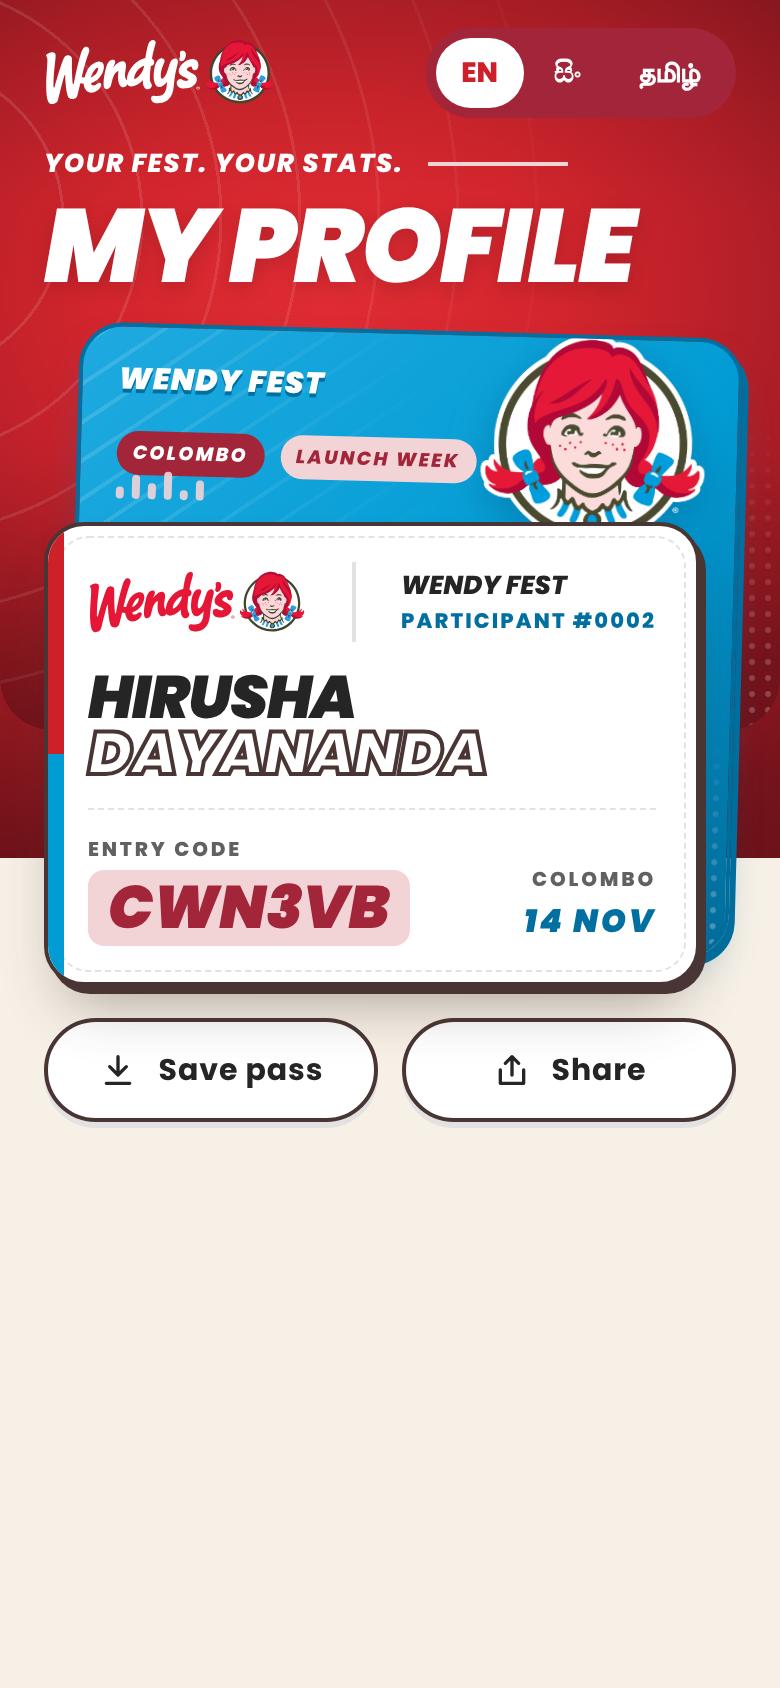 Wendy's
EN සිං தமிழ்
YOUR FEST. YOUR STATS.
MY PROFILE
WENDY FEST
COLOMBO LAUNCH WEEK
Wendy's
WENDY FEST
PARTICIPANT #0002
HIRUSHA
DAYANANDA
ENTRY CODE
CWN3VB
COLOMBO
14 NOV
Save pass
Share